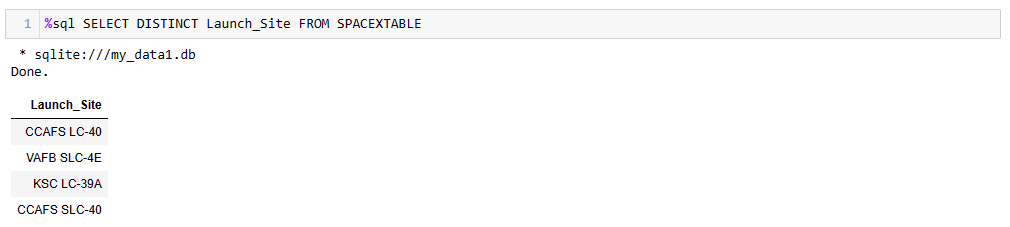 1 %sql SELECT DISTINCT Launch_Site FROM SPACEXTABLE
* sqlite:///my_data1.db
Done.
Launch_Site
CCAFS LC-40
VAFB SLC-4E
KSC LC-39A
CCAFS SLC-40